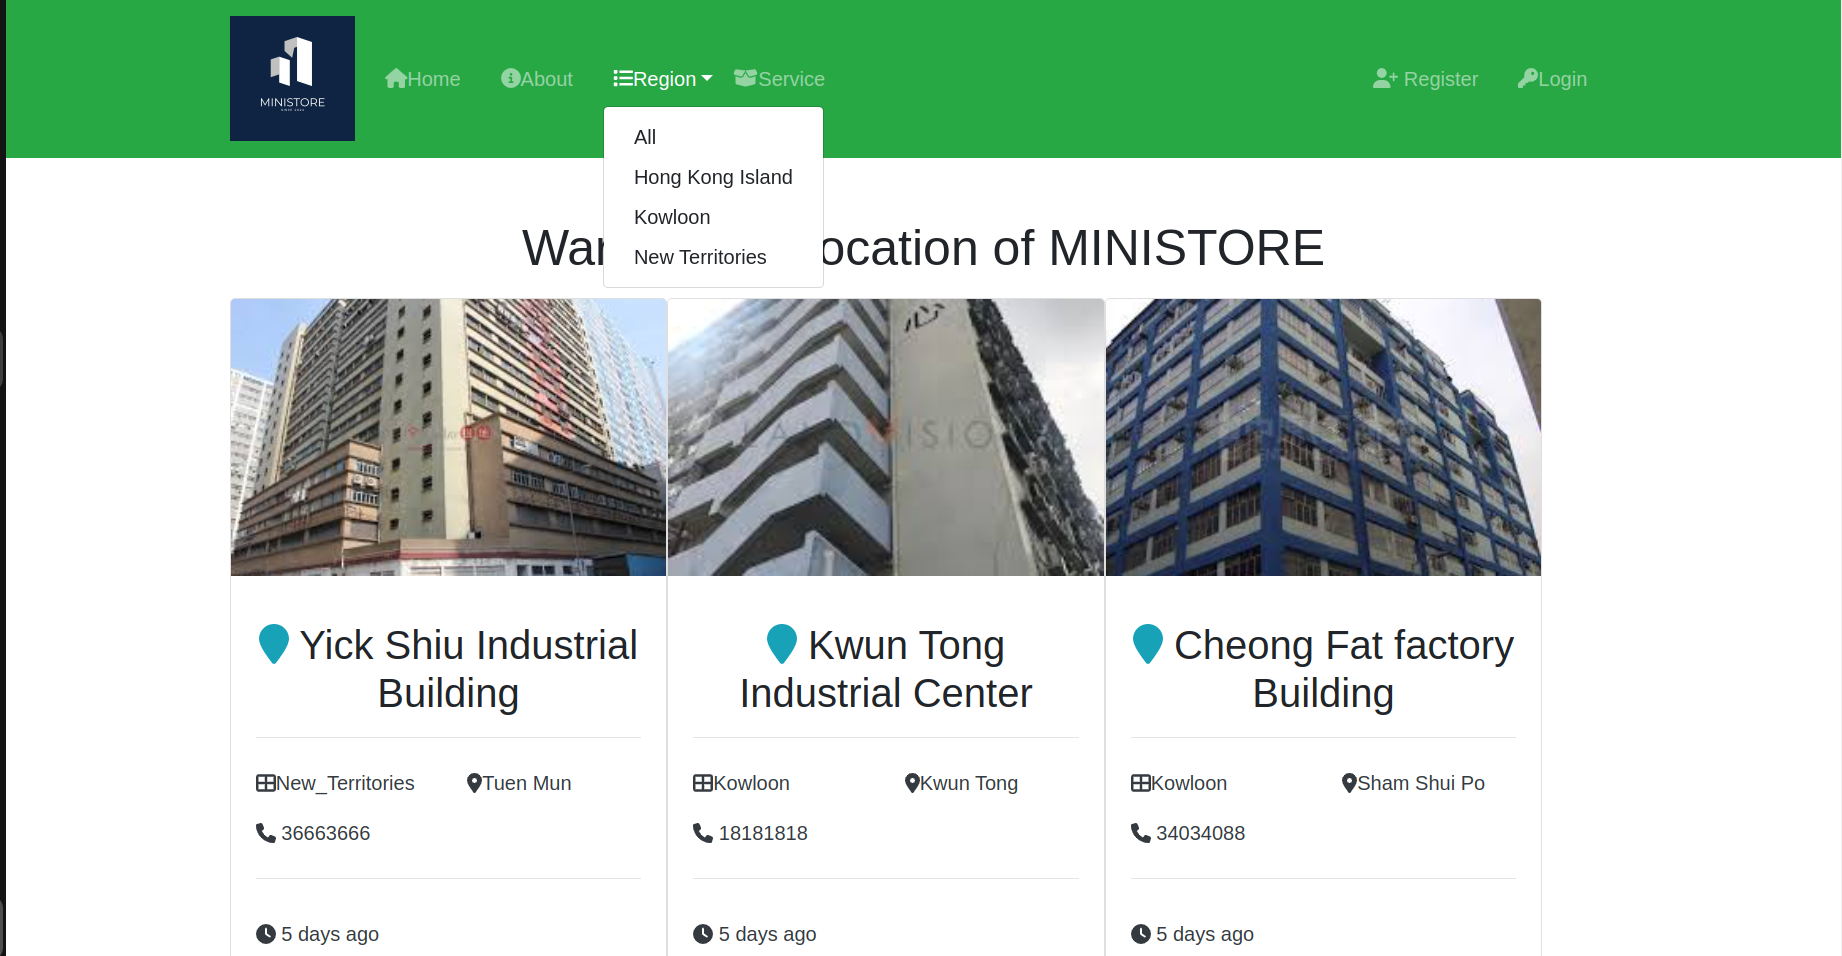 MINISTORE
Home
About
Region
Service
Register
Login
All
Hong Kong Island
Kowloon
New Territories
ocation of MINISTORE
Yick Shiu Industrial
Building
Kwun Tong
Industrial Center
Cheong Fat factory
Building
New_Territories
Tuen Mun
Kowloon
Kwun Tong
Kowloon
Sham Shui Po
36663666
18181818
34034088
5 days ago
5 days ago
5 days ago